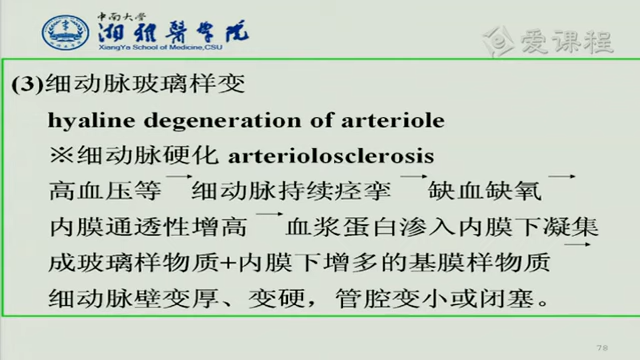 中南大學
湘雅醫學院
XiangYa School of Medicine,CSU
爱课程
(3)细动脉玻璃样变
hyaline degeneration of arteriole
※细动脉硬化 arteriolosclerosis
高血压等→细动脉持续痉挛→缺血缺氧→
内膜通透性增高→血浆蛋白渗入内膜下凝集
成玻璃样物质+内膜下增多的基膜样物质→
细动脉壁变厚、变硬，管腔变小或闭塞。
78